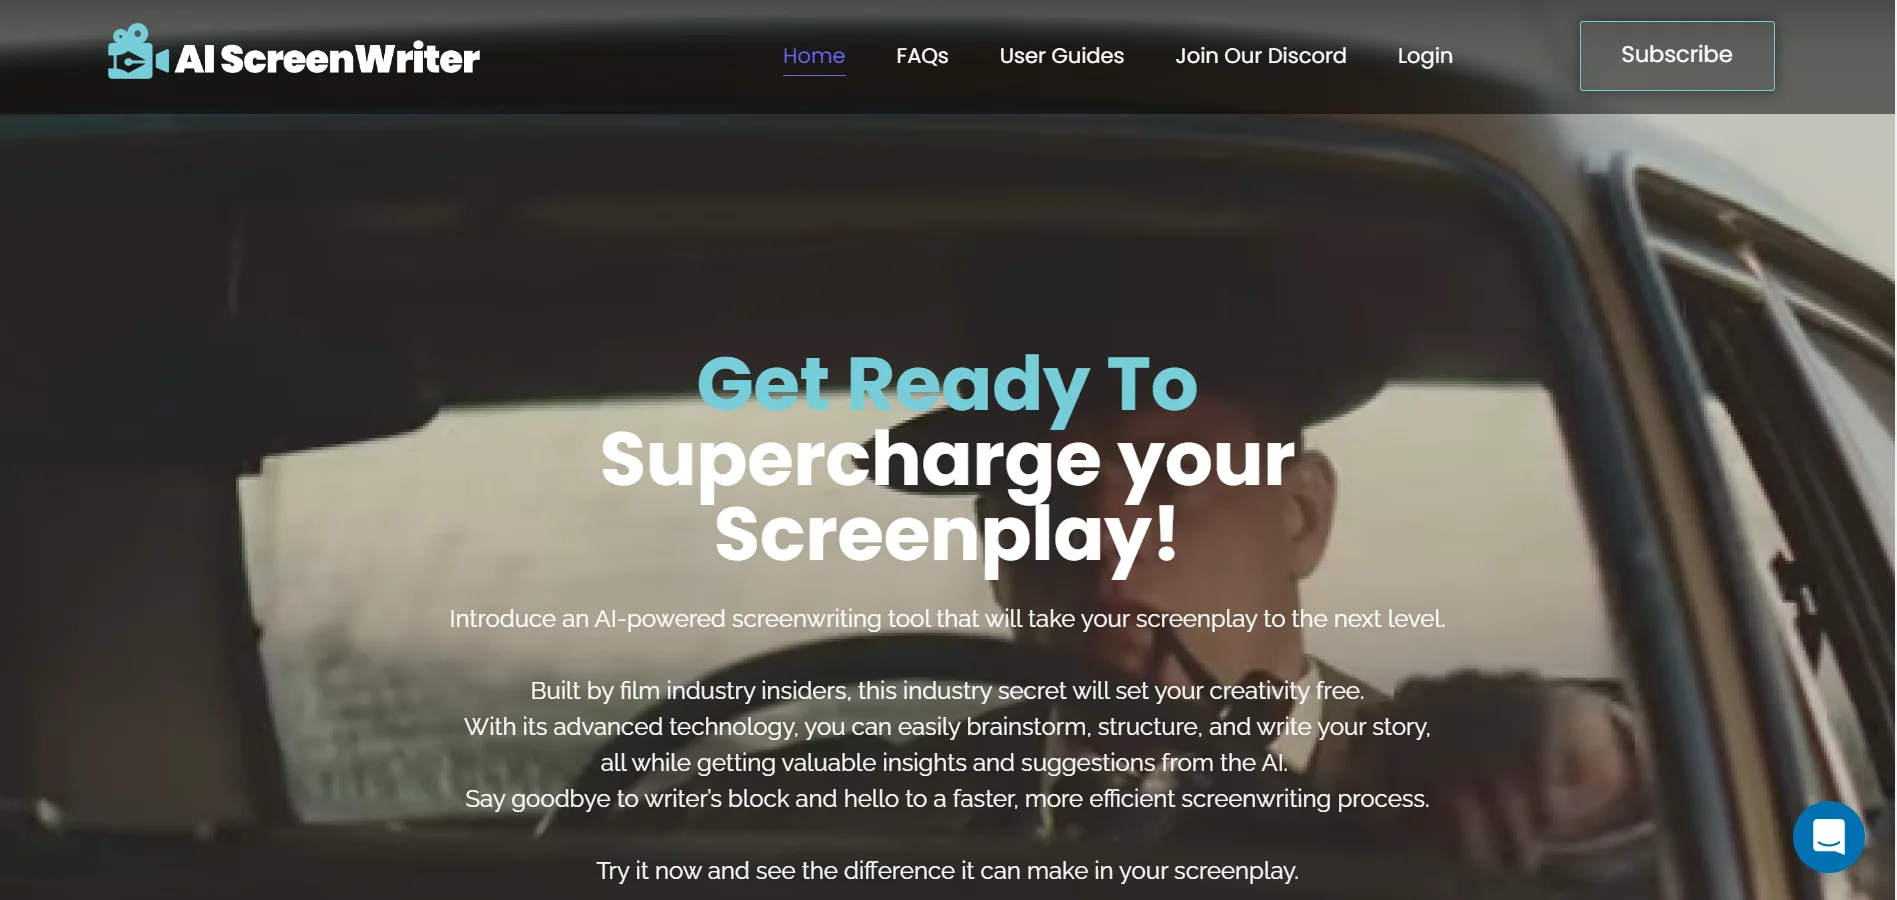 AI ScreenWriter
Home
FAQs
User Guides
Join Our Discord
Login
Subscribe
Get Ready To
Supercharge your
Screenplay!
Introduce an AI-powered screenwriting tool that will take your screenplay to the next level.
Built by film industry insiders, this industry secret will set your creativity free.
With its advanced technology, you can easily brainstorm, structure, and write your story,
all while getting valuable insights and suggestions from the AI.
Say goodbye to writer’s block and hello to a faster, more efficient screenwriting process.
Try it now and see the difference it can make in your screenplay.